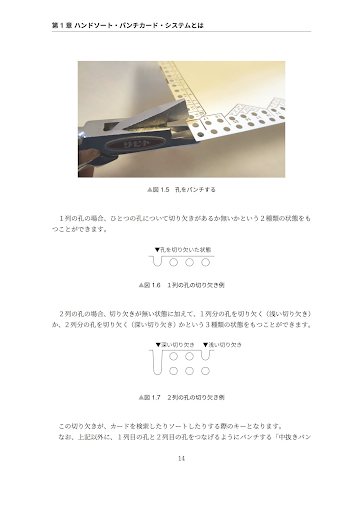 第 1 章 ハンドソート・パンチカード・システムとは
▲図 1.5 孔をパンチする
１列の孔の場合、ひとつの孔について切り欠きがあるか無いかという２種類の状態をも
つことができます。
▼孔を切り欠いた状態
▲図 1.6 １列の孔の切り欠き例
２列の孔の場合、切り欠きが無い状態に加えて、１列分の孔を切り欠く（浅い切り欠き）
か、２列分の孔を切り欠く（深い切り欠き）かという３種類の状態をもつことができます。
▼深い切り欠き ▼浅い切り欠き
▲図 1.7 ２列の孔の切り欠き例
この切り欠きが、カードを検索したりソートしたりする際のキーとなります。
なお、上記以外に、１列目の孔と２列目の孔をつなげるようにパンチする「中抜きパン
14